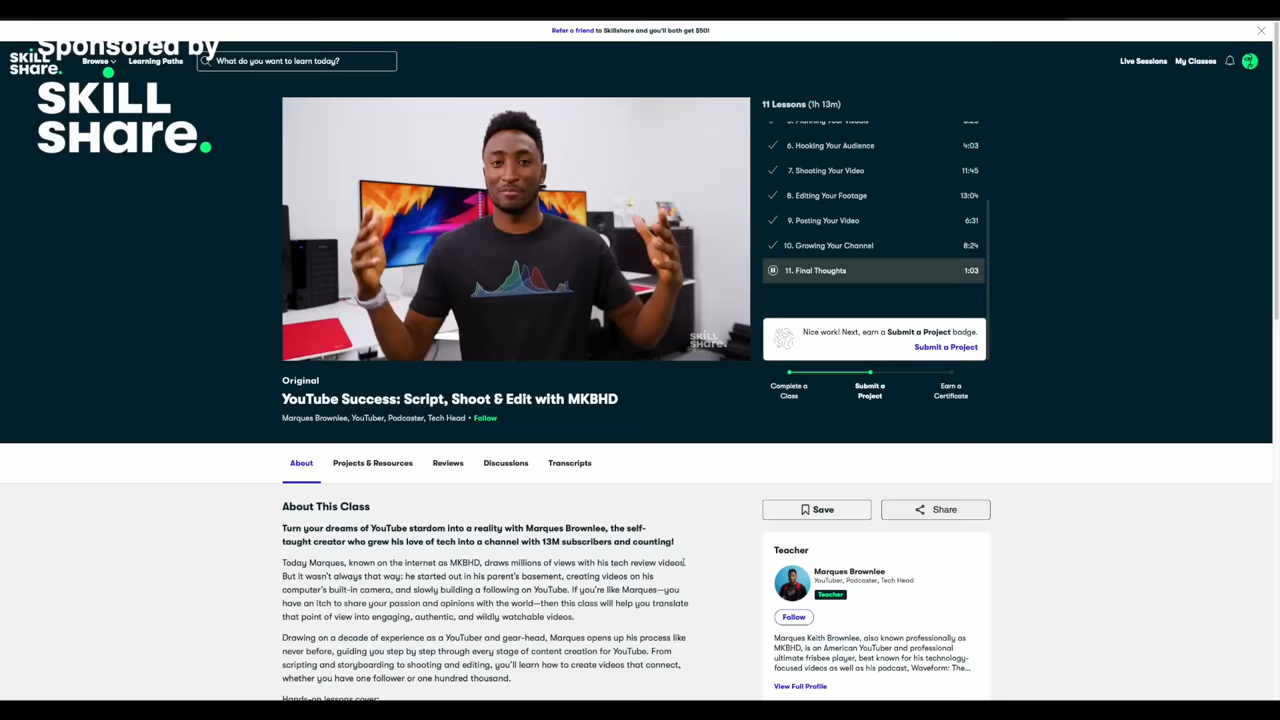 Refer a friend to Skillshare and you'll both get $50!
Sponsored by
SKILL SHARE.
Browse
Learning Paths
What do you want to learn today?
Live Sessions
My Classes
SKILL
SHARE.
11 Lessons (1h 13m)
5. Planning Your Visuals
6. Hooking Your Audience 4:03
7. Shooting Your Video 11:45
8. Editing Your Footage 13:04
9. Posting Your Video 6:31
10. Growing Your Channel 8:24
11. Final Thoughts 1:03
SKILL SHARE.
Nice work! Next, earn a Submit a Project badge.
Submit a Project
Complete a Class
Submit a Project
Earn a Certificate
Original
YouTube Success: Script, Shoot & Edit with MKBHD
Marques Brownlee, YouTuber, Podcaster, Tech Head • Follow
About
Projects & Resources
Reviews
Discussions
Transcripts
About This Class
Turn your dreams of YouTube stardom into a reality with Marques Brownlee, the self-
taught creator who grew his love of tech into a channel with 13M subscribers and counting!
Today Marques, known on the internet as MKBHD, draws millions of views with his tech review videos.
But it wasn't always that way: he started out in his parent's basement, creating videos on his
computer's built-in camera, and slowly building a following on YouTube. If you're like Marques—you
have an itch to share your passion and opinions with the world—then this class will help you translate
that point of view into engaging, authentic, and wildly watchable videos.
Drawing on a decade of experience as a YouTuber and gear-head, Marques opens up his process like
never before, guiding you step by step through every stage of content creation for YouTube. From
scripting and storyboarding to shooting and editing, you'll learn how to create videos that connect,
whether you have one follower or one hundred thousand.
Hands-on lessons cover:
Save
Share
Teacher
Marques Brownlee
YouTuber, Podcaster, Tech Head
Teacher
Follow
Marques Keith Brownlee, also known professionally as
MKBHD, is an American YouTuber and professional
ultimate frisbee player, best known for his technology-
focused videos as well as his podcast, Waveform: The...
View Full Profile